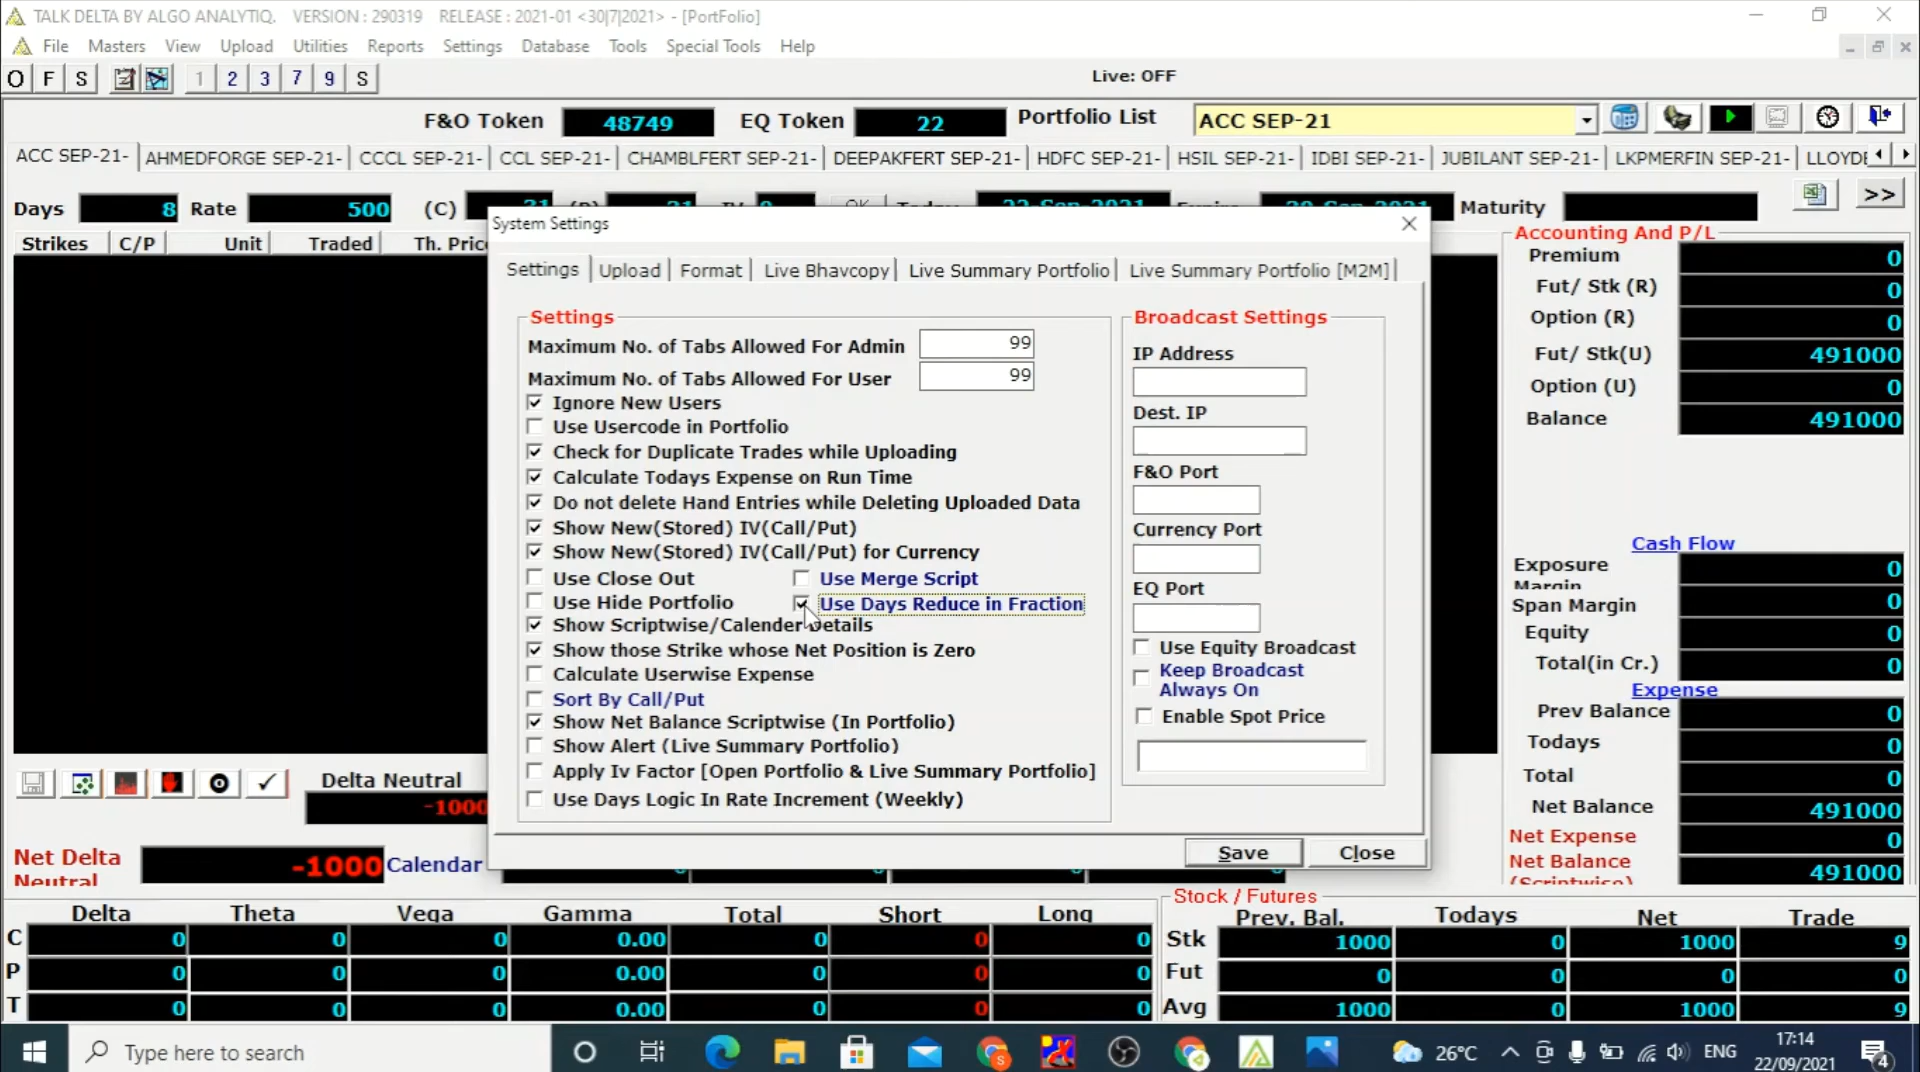 TALK DELTA BY ALGO ANALYTIQ. VERSION : 290319 RELEASE : 2021-01 <30|7|2021> - [PortFolio]
File Masters View Upload Utilities Reports Settings Database Tools Special Tools Help
O F S 1 2 3 7 9 S Live: OFF
F&O Token 48749 EQ Token 22 Portfolio List ACC SEP-21
ACC SEP-21- AHMEDFORGE SEP-21- CCCL SEP-21- CCL SEP-21- CHAMBLFERT SEP-21- DEEPAKFERT SEP-21- HDFC SEP-21- HSIL SEP-21- IDBI SEP-21- JUBILANT SEP-21- LKPMERFIN SEP-21-
Days 8 Rate 500 (C) Maturity >>
Strikes C/P Unit Traded Th. Pric
System Settings
Settings Upload Format Live Bhavcopy Live Summary Portfolio Live Summary Portfolio [M2M]
Settings
Maximum No. of Tabs Allowed For Admin 99
Maximum No. of Tabs Allowed For User 99
Ignore New Users
Use Usercode in Portfolio
Check for Duplicate Trades while Uploading
Calculate Todays Expense on Run Time
Do not delete Hand Entries while Deleting Uploaded Data
Show New(Stored) IV(Call/Put)
Show New(Stored) IV(Call/Put) for Currency
Use Close Out Use Merge Script
Use Hide Portfolio Use Days Reduce in Fraction
Show Scriptwise/Calender Details
Show those Strike whose Net Position is Zero
Calculate Userwise Expense
Sort By Call/Put
Show Net Balance Scriptwise (In Portfolio)
Show Alert (Live Summary Portfolio)
Apply Iv Factor [Open Portfolio & Live Summary Portfolio]
Use Days Logic In Rate Increment (Weekly)
Broadcast Settings
IP Address
Dest. IP
F&O Port
Currency Port
EQ Port
Use Equity Broadcast
Keep Broadcast
Always On
Enable Spot Price
Save Close
Accounting And P/L
Premium 0
Fut/ Stk (R) 0
Option (R) 0
Fut/ Stk(U) 491000
Option (U) 0
Balance 491000
Cash Flow
Exposure 0
Margin
Span Margin 0
Equity 0
Total(in Cr.) 0
Expense
Prev Balance 0
Todays 0
Total 0
Net Balance 491000
Net Expense 0
Net Balance 491000
(Scriptwise)
Delta Neutral
-1000
Net Delta -1000 Calendar
Neutral
Delta Theta Vega Gamma Total Short Long
C 0 0 0 0.00 0 0 0
P 0 0 0 0.00 0 0 0
T 0 0 0 0.00 0 0 0
Stock / Futures
Prev. Bal. Todays Net Trade
Stk 1000 0 1000 9
Fut 0 0 0 0
Avg 1000 0 1000 9
Type here to search
26°C ENG 17:14
22/09/2021 4